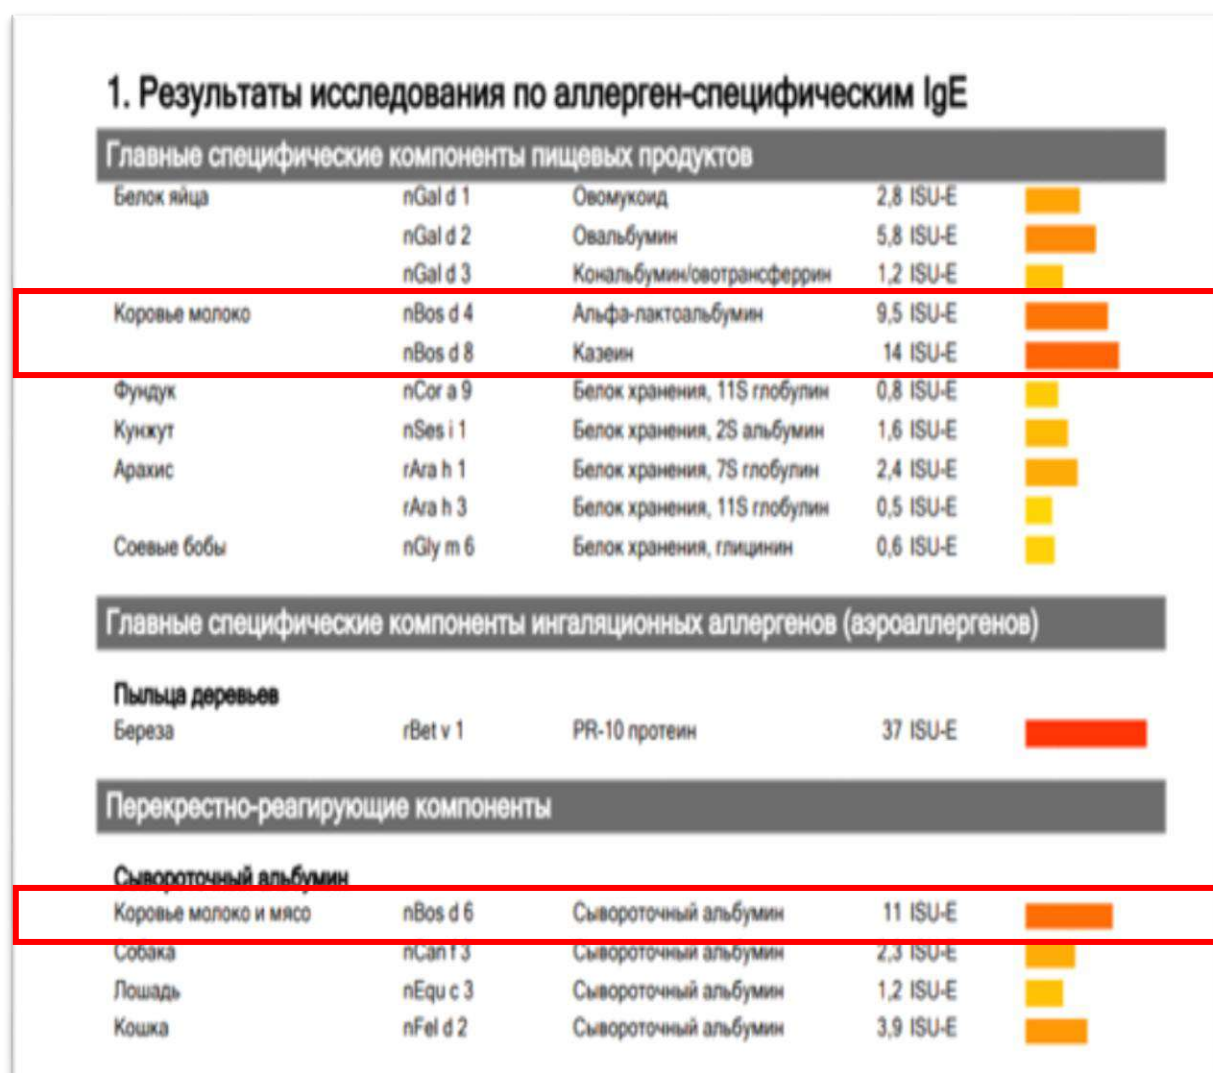 1. Результаты исследования по аллерген-специфическим IgE
Главные специфические компоненты пищевых продуктов
Белок яйца nGal d 1 Овомукоид 2,8 ISU-E
nGal d 2 Овальбумин 5,8 ISU-E
nGal d 3 Кональбумин/овотрансферрин 1,2 ISU-E
Коровье молоко nBos d 4 Альфа-лактоальбумин 9,5 ISU-E
nBos d 8 Казеин 14 ISU-E
Фундук nCor a 9 Белок хранения, 11S глобулин 0,8 ISU-E
Кунжут nSes i 1 Белок хранения, 2S альбумин 1,6 ISU-E
Арахис rAra h 1 Белок хранения, 7S глобулин 2,4 ISU-E
rAra h 3 Белок хранения, 11S глобулин 0,5 ISU-E
Соевые бобы nGly m 6 Белок хранения, глицинин 0,6 ISU-E
Главные специфические компоненты ингаляционных аллергенов (аэроаллергенов)
Пыльца деревьев
Береза rBet v 1 PR-10 протеин 37 ISU-E
Перекрестно-реагирующие компоненты
Сывороточный альбумин
Коровье молоко и мясо nBos d 6 Сывороточный альбумин 11 ISU-E
Собака nCan f 3 Сывороточный альбумин 2,3 ISU-E
Лошадь nEqu c 3 Сывороточный альбумин 1,2 ISU-E
Кошка nFel d 2 Сывороточный альбумин 3,9 ISU-E